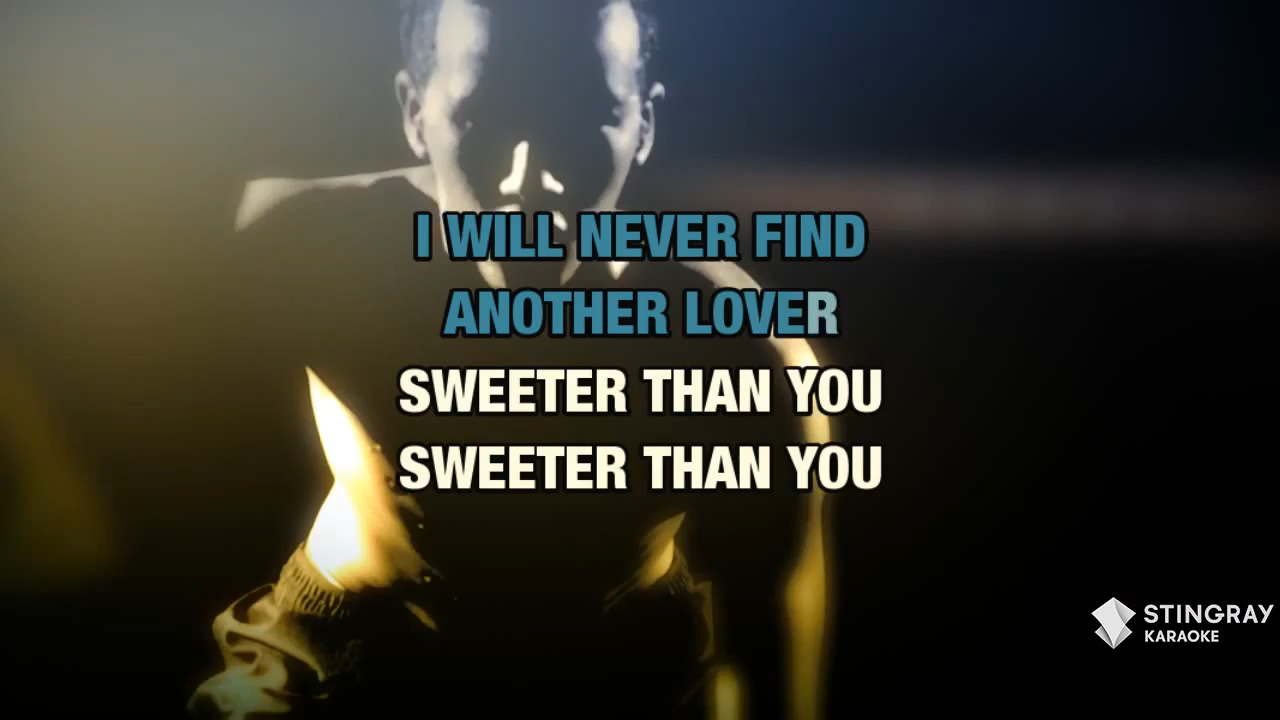 I WILL NEVER FIND
ANOTHER LOVER
SWEETER THAN YOU
SWEETER THAN YOU
STINGRAY
KARAOKE